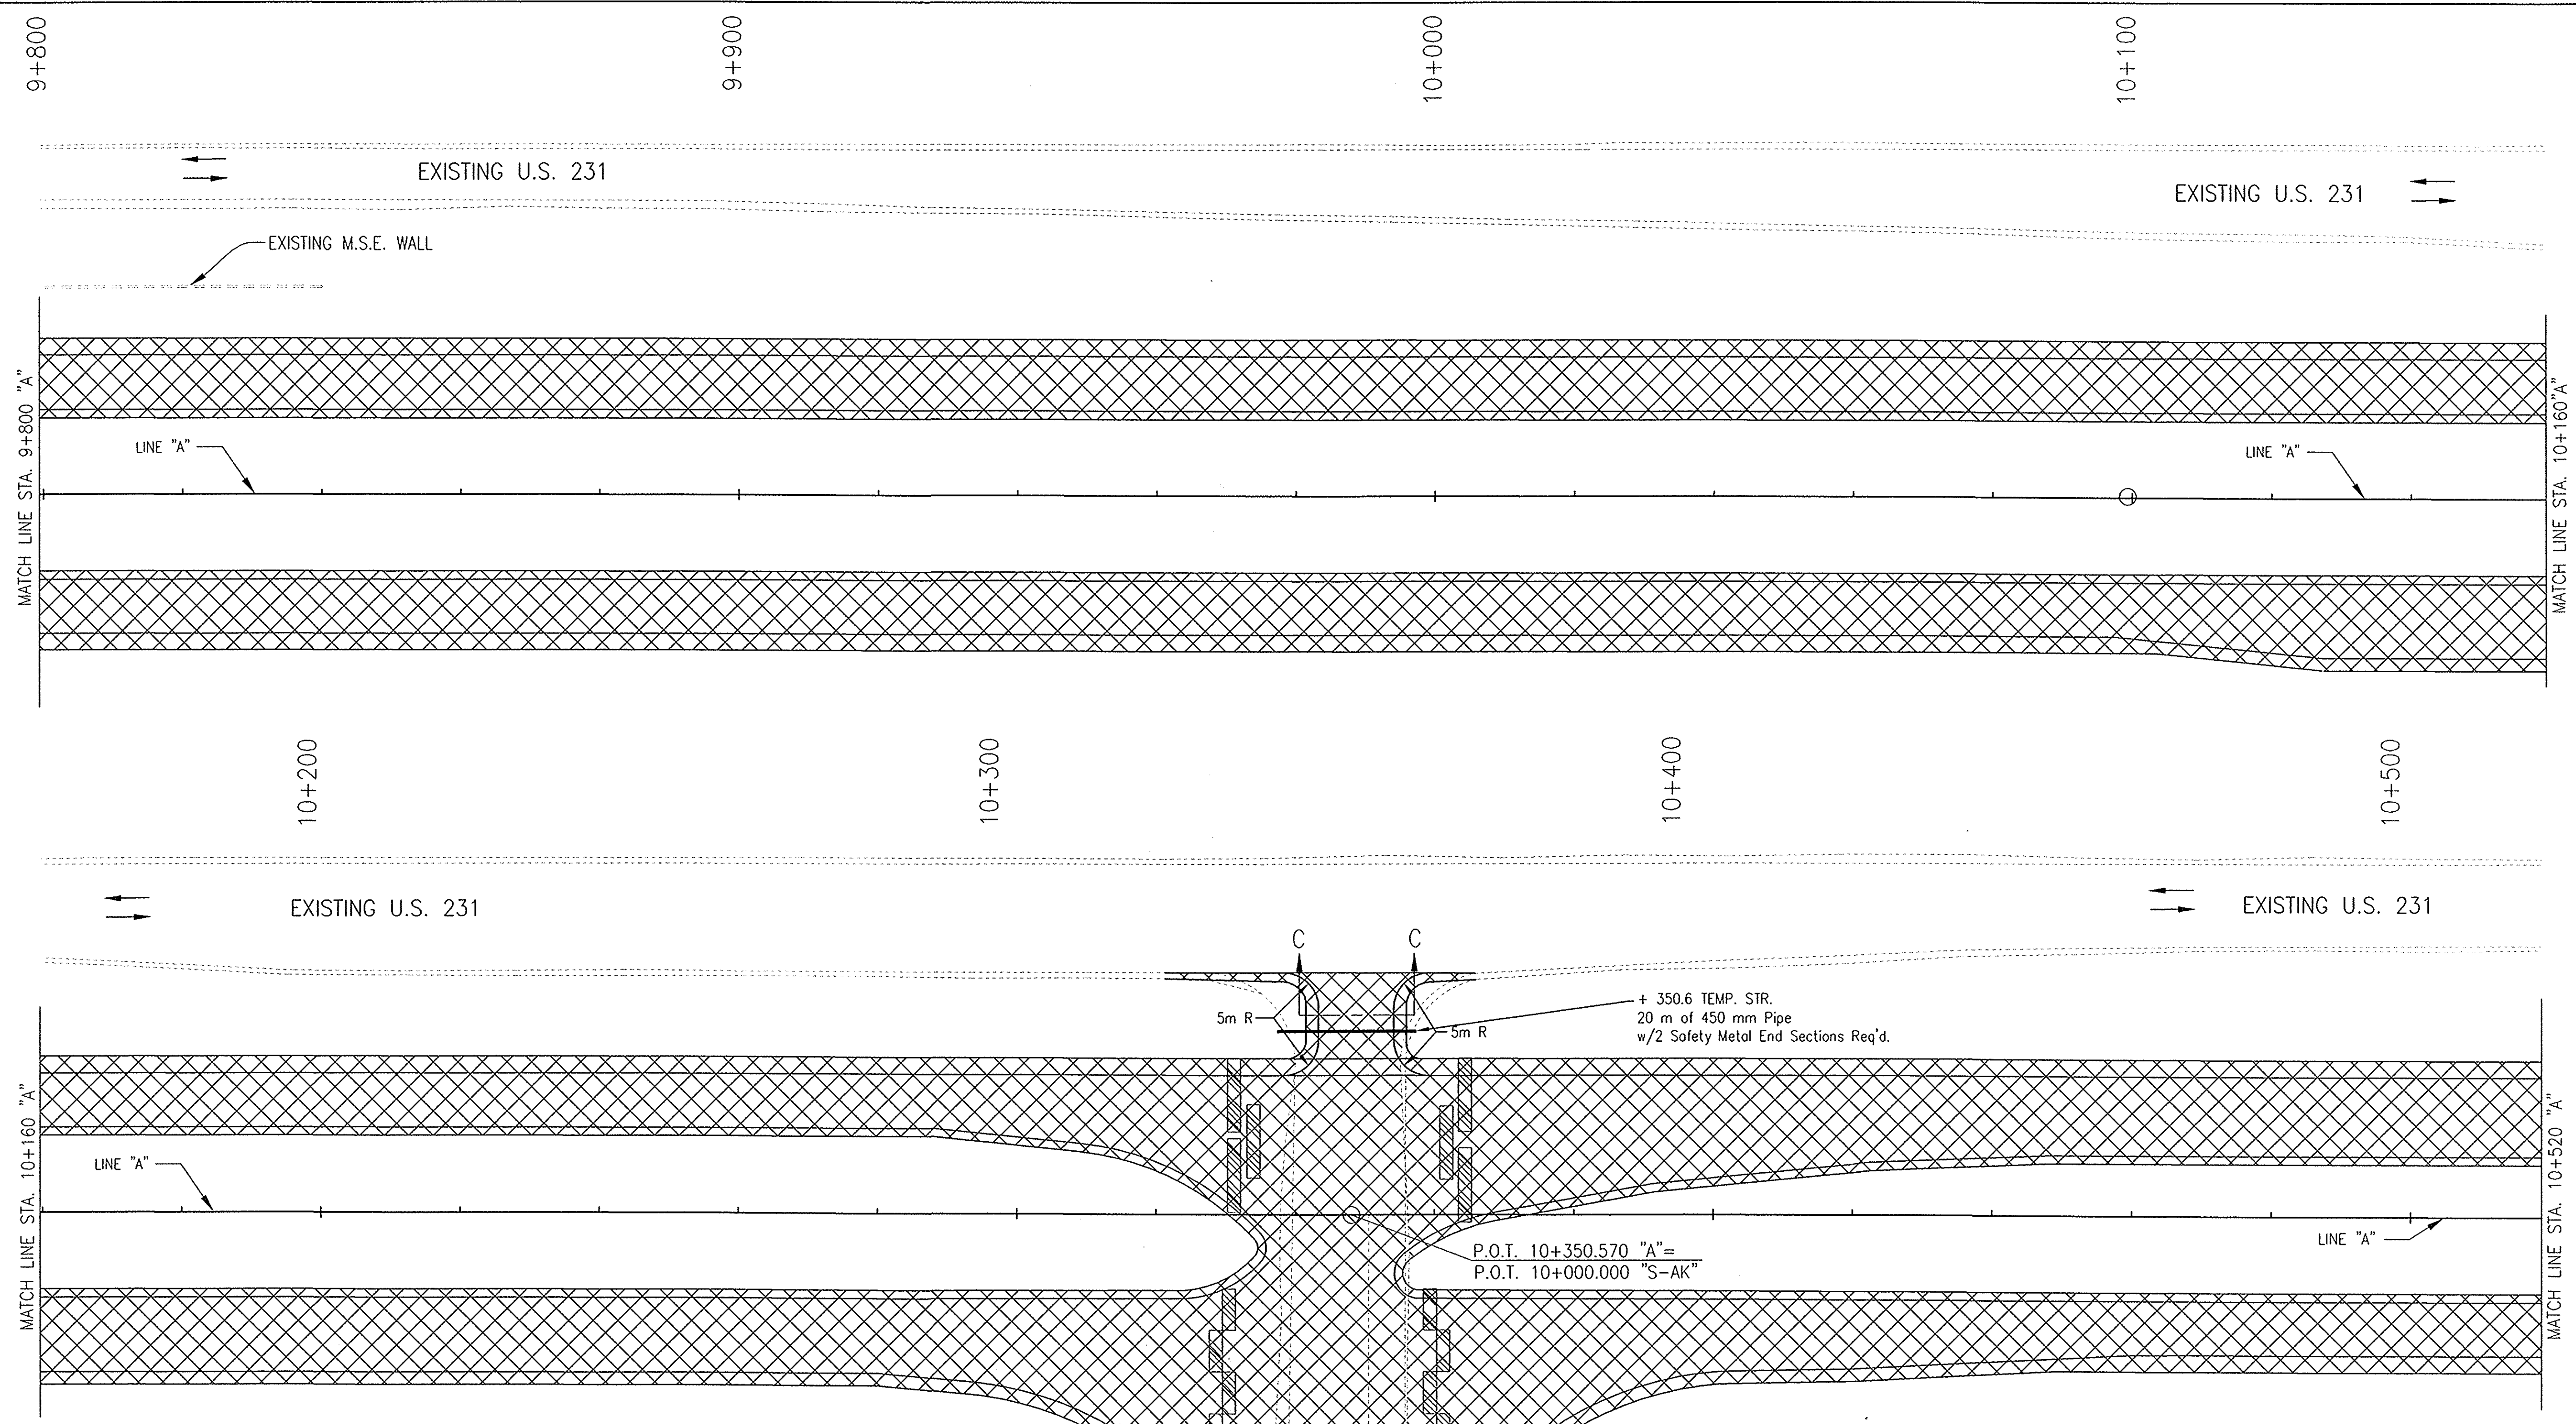 9+800
9+900
10+000
10+100
EXISTING U.S. 231
EXISTING U.S. 231
EXISTING M.S.E. WALL
MATCH LINE STA. 9+800 "A"
LINE "A"
LINE "A"
MATCH LINE STA. 10+160"A"
10+200
10+300
10+400
10+500
EXISTING U.S. 231
EXISTING U.S. 231
C
C
5m R
5m R
+ 350.6 TEMP. STR.
20 m of 450 mm Pipe
w/2 Safety Metal End Sections Req'd.
MATCH LINE STA. 10+160 "A"
LINE "A"
P.O.T. 10+350.570 "A"=
P.O.T. 10+000.000 "S-AK"
LINE "A"
MATCH LINE STA. 10+520 "A"